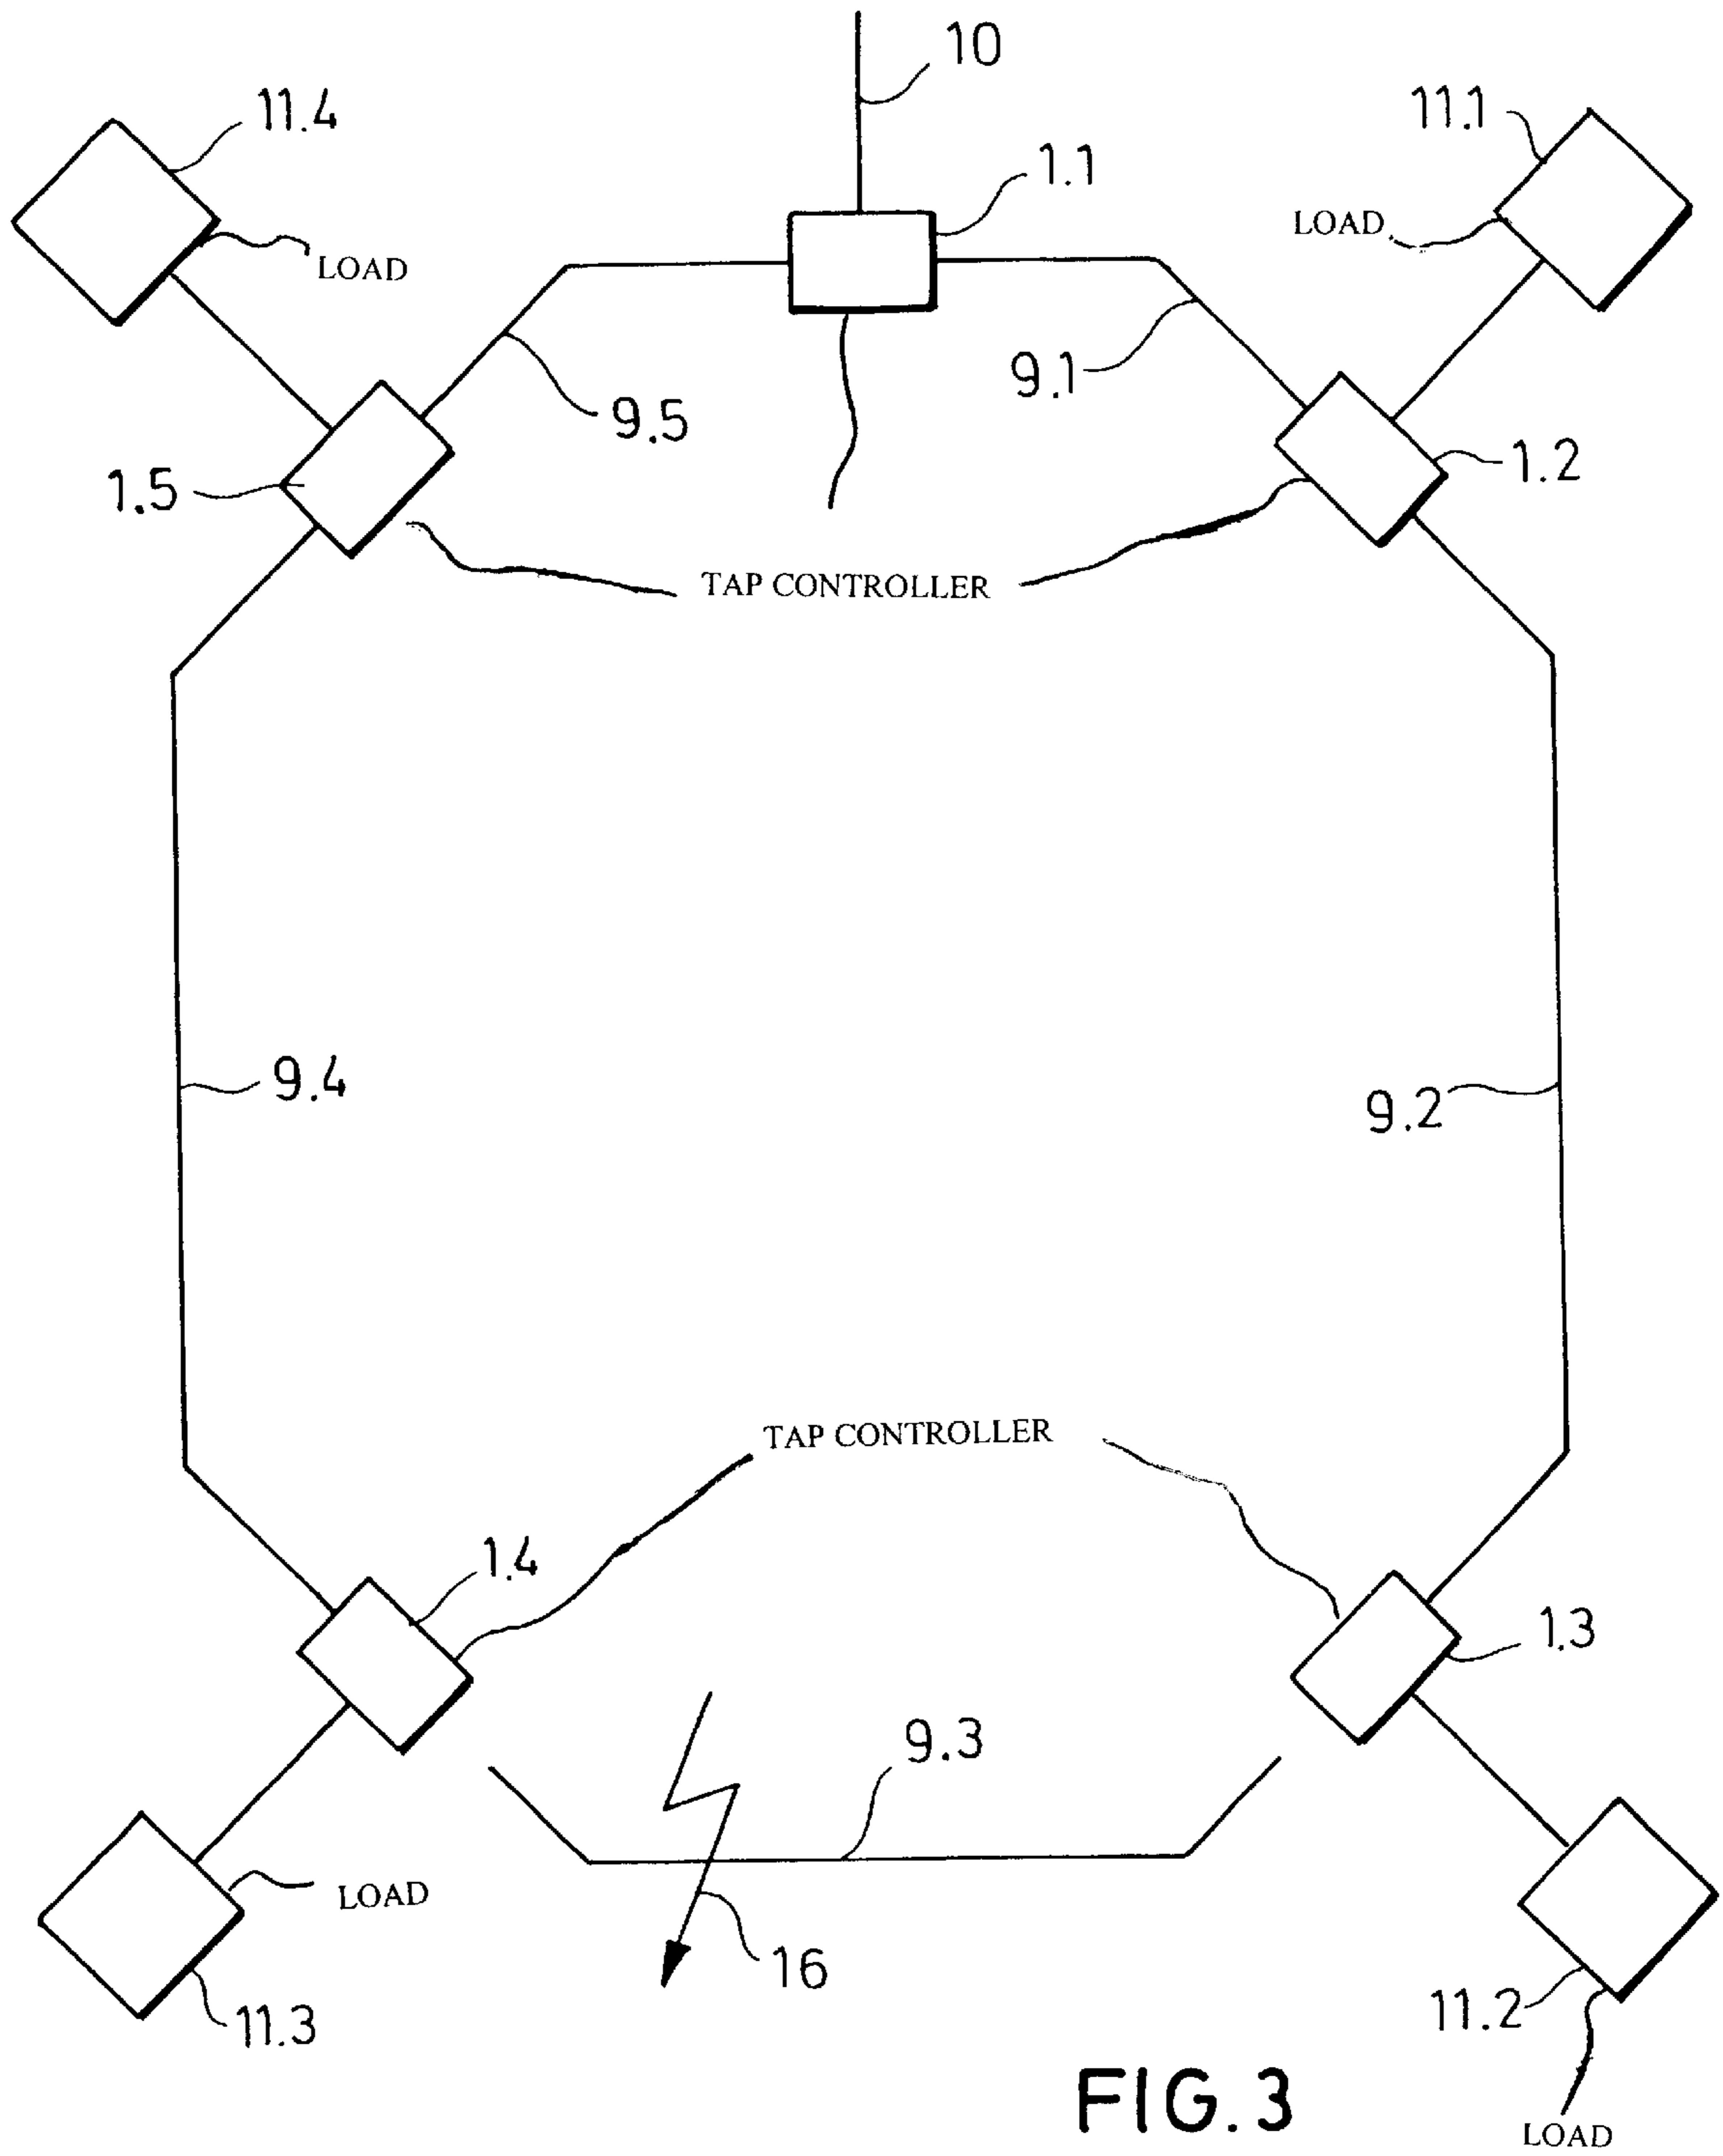 10
11.4
11.1
1.1
LOAD
LOAD
9.1
9.5
1.2
1.5
TAP CONTROLLER
9.4
9.2
TAP CONTROLLER
1.4
1.3
9.3
LOAD
16
11.3
11.2
FIG.3
LOAD